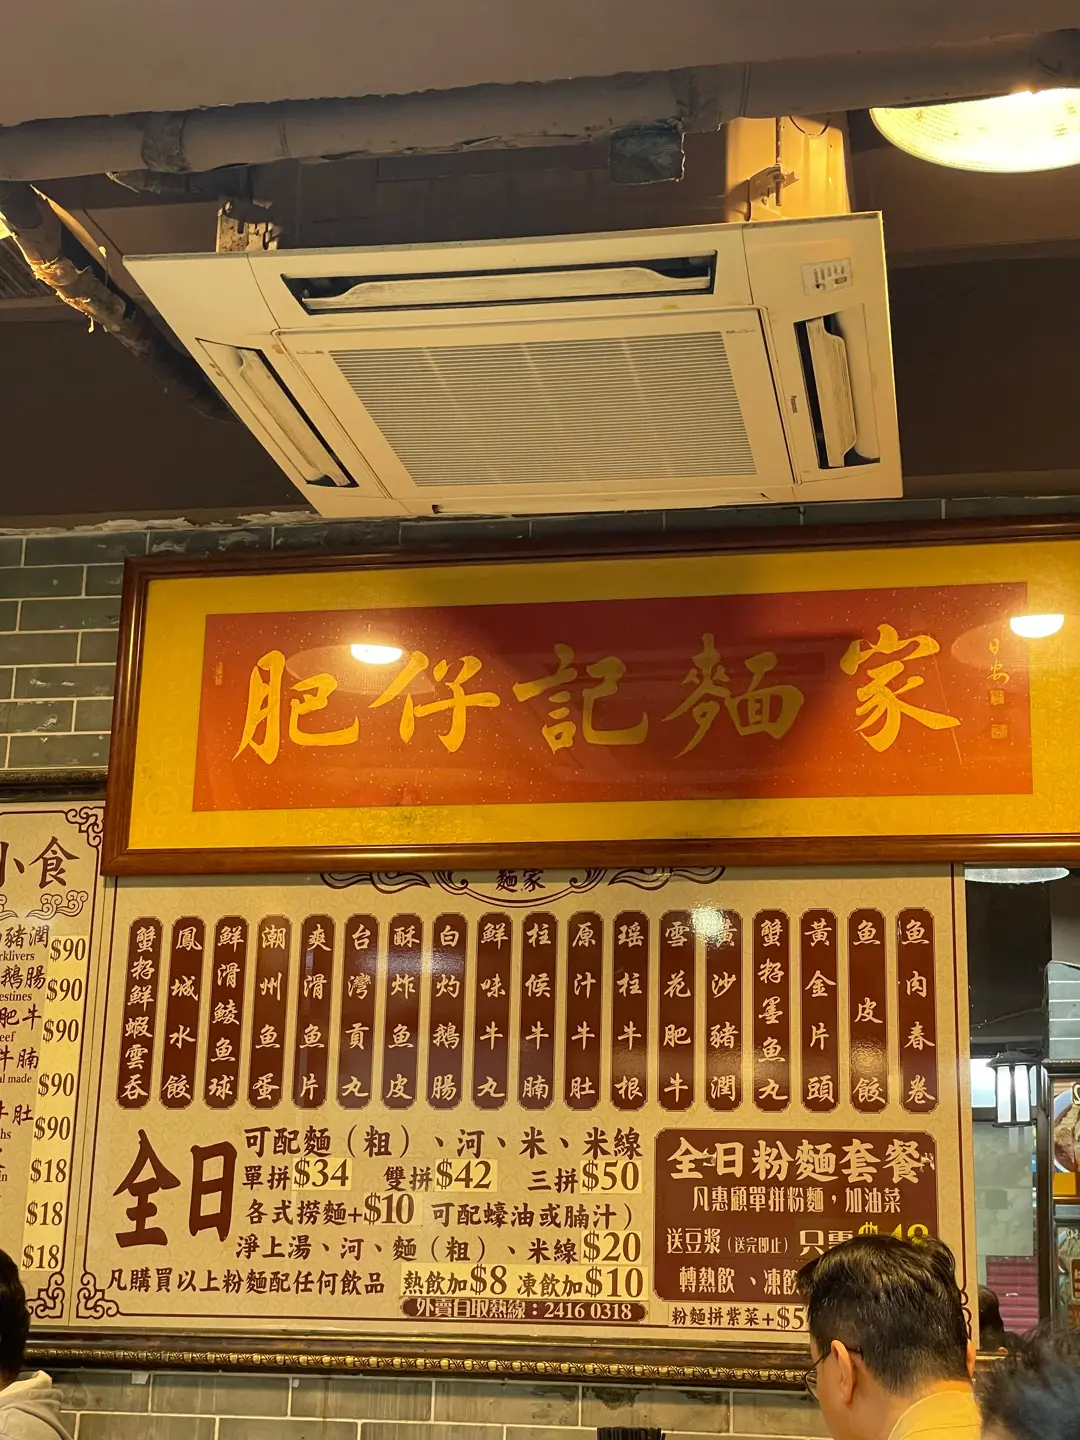 肥仔記麵家
日安
Panasonic
小食
豬潤 $90
鵝腸 $90
肥牛 $90
牛腩 $90
牛肚 $90
$18
$18
$18
麵家
蟹籽鮮蝦雲吞
鳳城水餃
鮮滑鯪魚球
潮州魚蛋
爽滑魚片
台灣貢丸
酥炸魚皮
白灼鵝腸
鮮味牛丸
柱候牛腩
原汁牛肚
瑤柱牛根
雪花肥牛
黃沙豬潤
蟹籽墨魚丸
黃金片頭
魚皮餃
魚肉春卷
全日
可配麵（粗）、河、米、米線
單拼$34 雙拼$42 三拼$50
各式撈麵+$10 可配蠔油或腩汁）
淨上湯、河、麵（粗）、米線$20
凡購買以上粉麵配任何飲品 熱飲加$8 凍飲加$10
外賣自取熱線：2416 0318
全日粉麵套餐
凡惠顧單拼粉麵，加油菜
送豆漿（送完即止）只需$48
轉熱飲、凍飲
粉麵拼紫菜+$5